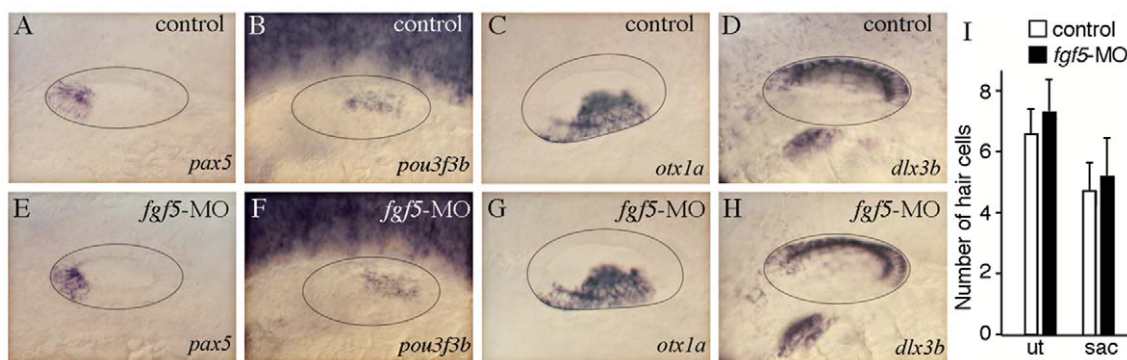 A control
pax5
B control
pou3f3b
C control
otx1a
D control
dlx3b
E fgf5-MO
pax5
F fgf5-MO
pou3f3b
G fgf5-MO
otx1a
H fgf5-MO
dlx3b
I
control
fgf5-MO
Number of hair cells
8
6
4
2
0
ut sac